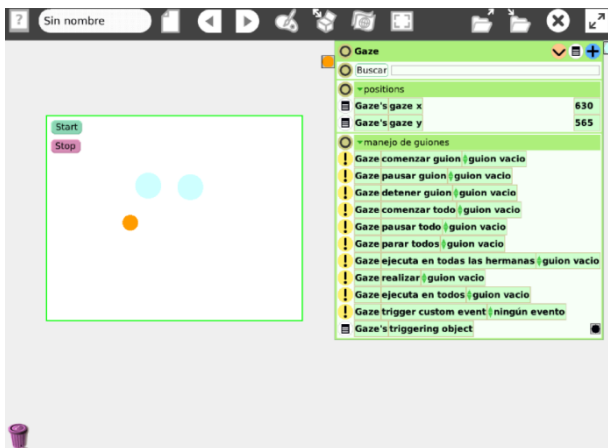 ?
Sin nombre
Gaze
Buscar
positions
Gaze's gaze x 630
Gaze's gaze y 565
manejo de guiones
! Gaze comenzar guion guion vacio
! Gaze pausar guion guion vacio
! Gaze detener guion guion vacio
! Gaze comenzar todo guion vacio
! Gaze pausar todo guion vacio
! Gaze parar todos guion vacio
! Gaze ejecuta en todas las hermanas guion vacio
! Gaze realizar guion vacio
! Gaze ejecuta en todos guion vacio
! Gaze trigger custom event ningún evento
Gaze's triggering object
Start
Stop